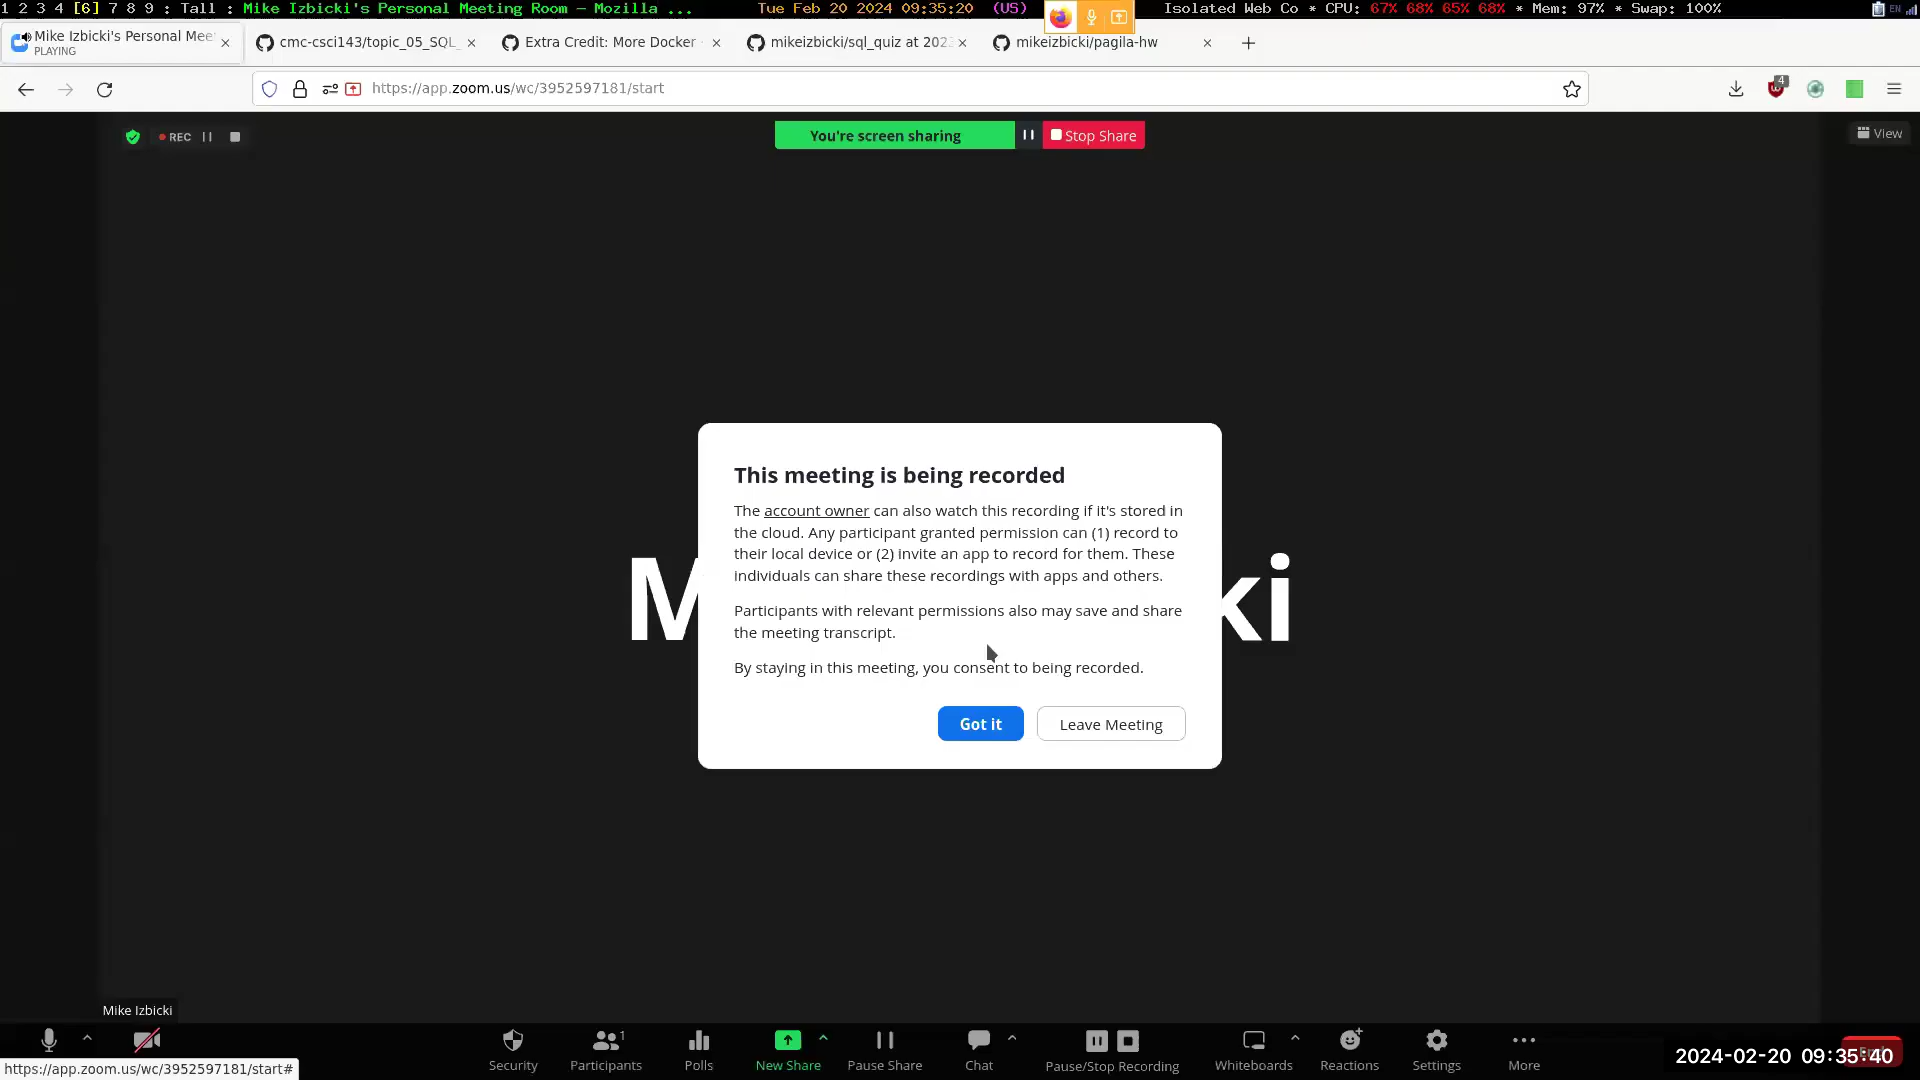 1 2 3 4 [6] 7 8 9 : Tall : Mike Izbicki's Personal Meeting Room — Mozilla ... Tue Feb 20 2024 09:35:20 (US) Isolated Web Co * CPU: 67% 68% 65% 68% * Mem: 97% * Swap: 100% EN
Mike Izbicki's Personal Mee
PLAYING
cmc-csci143/topic_05_SQL_
Extra Credit: More Docker
mikeizbicki/sql_quiz at 202
mikeizbicki/pagila-hw
https://app.zoom.us/wc/3952597181/start
4
REC
You're screen sharing
Stop Share
View
M
ki
This meeting is being recorded
The account owner can also watch this recording if it's stored in
the cloud. Any participant granted permission can (1) record to
their local device or (2) invite an app to record for them. These
individuals can share these recordings with apps and others.
Participants with relevant permissions also may save and share
the meeting transcript.
By staying in this meeting, you consent to being recorded.
Got it
Leave Meeting
Mike Izbicki
1
Security
Participants
Polls
New Share
Pause Share
Chat
Pause/Stop Recording
Whiteboards
Reactions
Settings
More
2024-02-20 09:35:40
https://app.zoom.us/wc/3952597181/start#